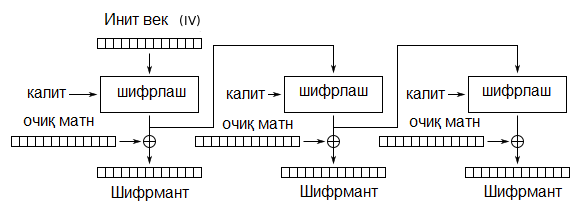 Инит век (IV)
калит шифрлаш калит шифрлаш калит шифрлаш
очиқ матн очиқ матн очиқ матн
Шифрмант Шифрмант Шифрмант